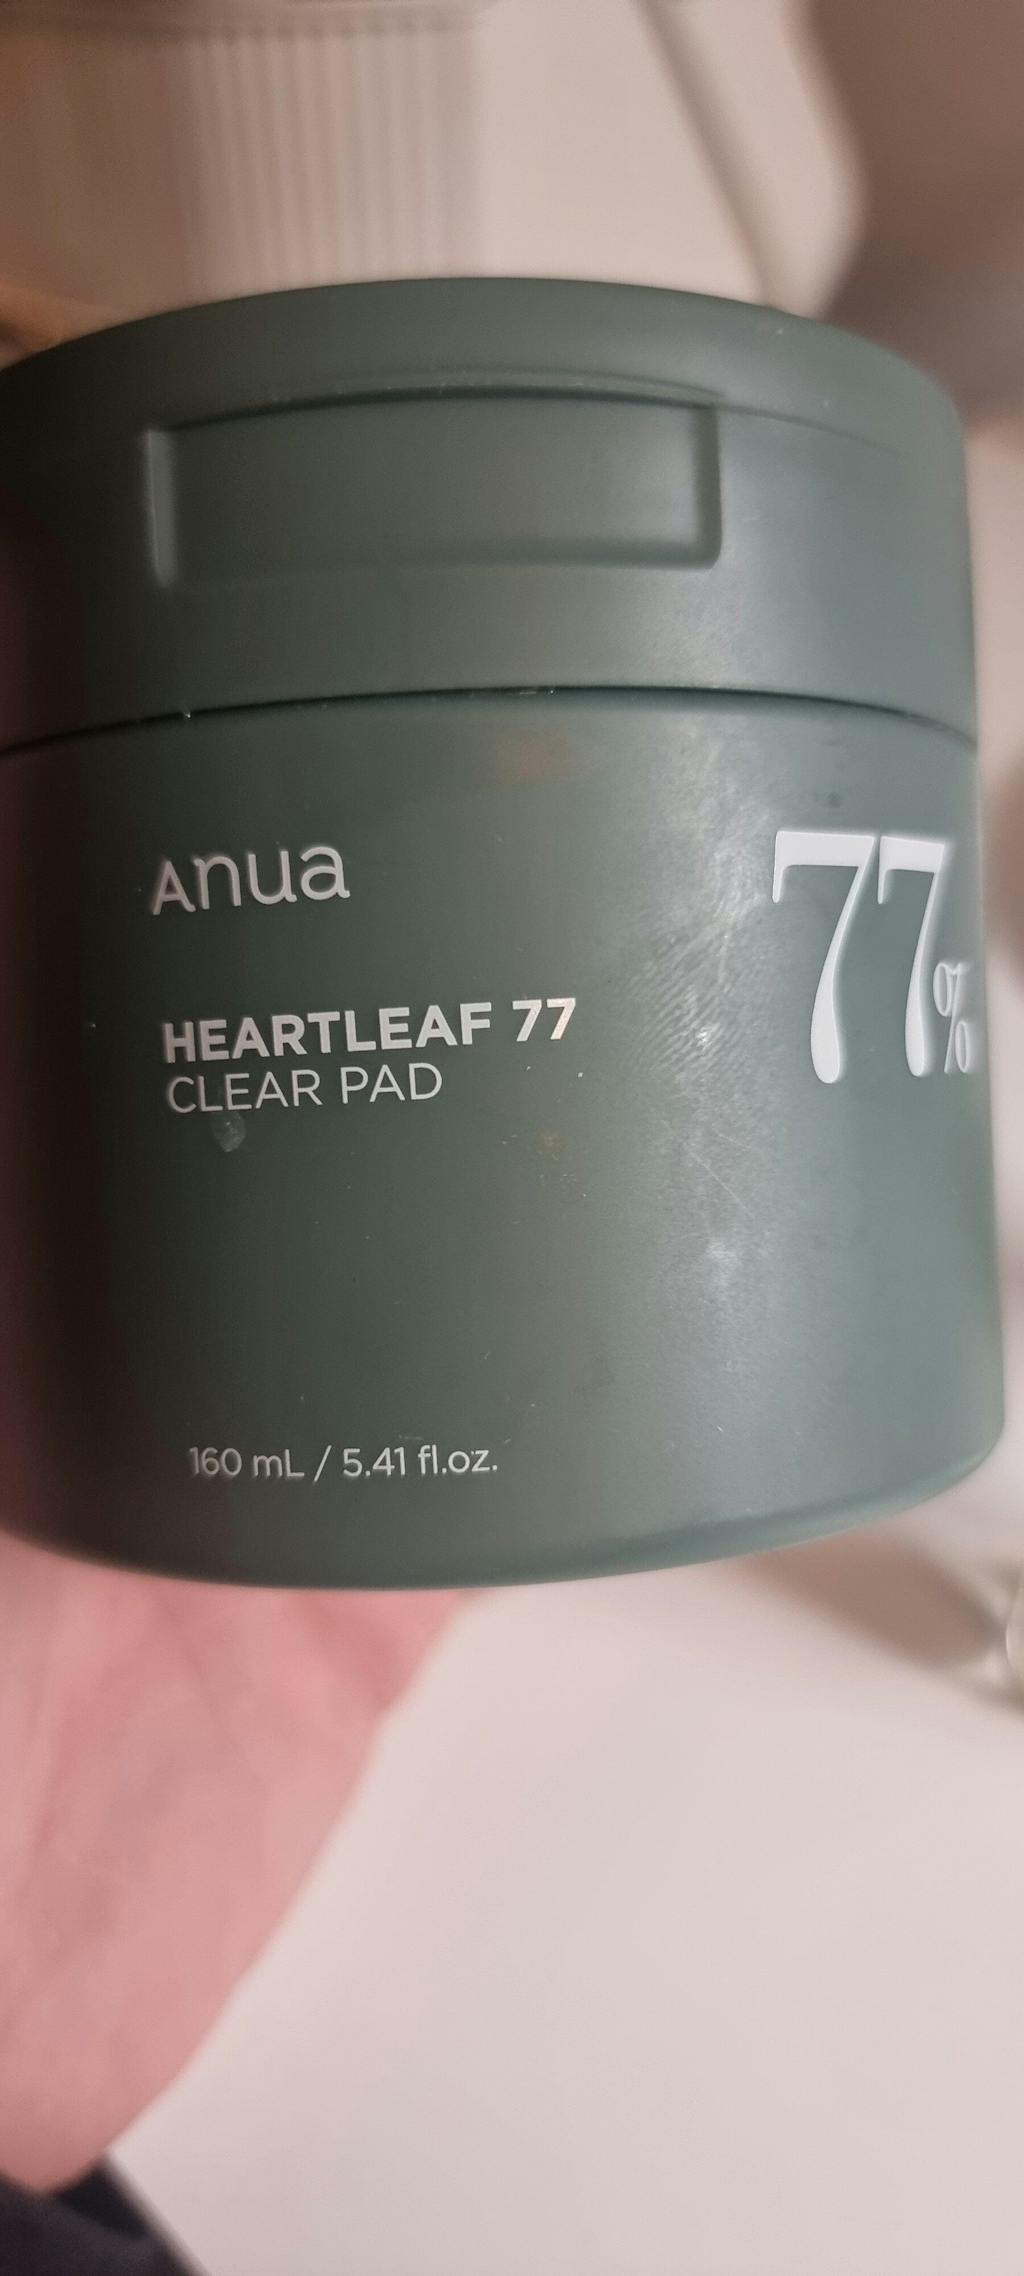 Anua
HEARTLEAF 77
CLEAR PAD
77%
160 mL / 5.41 fl.oz.